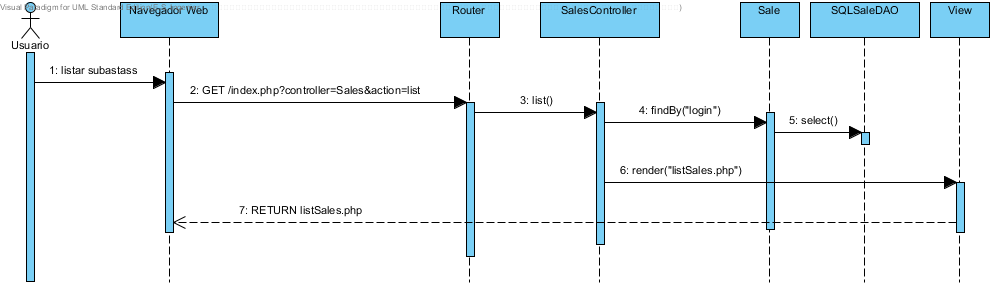 Visual Paradigm for UML Standard
Navegador Web
Router
SalesController
Sale
SQLSaleDAO
View
Usuario
1: listar subastass
2: GET /index.php?controller=Sales&action=list
3: list()
4: findBy("login")
5: select()
6: render("listSales.php")
7: RETURN listSales.php